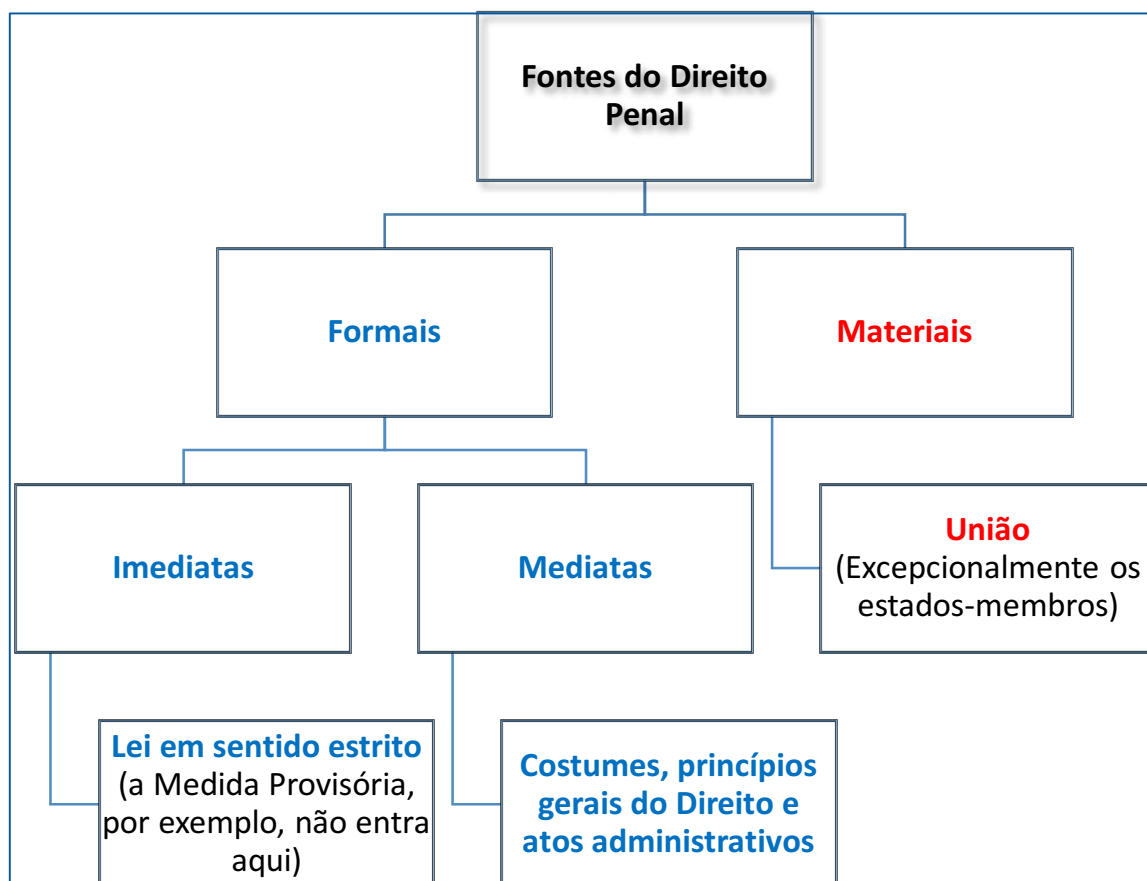 Fontes do Direito
Penal
Formais
Materiais
Imediatas
Mediatas
União
(Excepcionalmente os
estados-membros)
Lei em sentido estrito
(a Medida Provisória,
por exemplo, não entra
aqui)
Costumes, princípios
gerais do Direito e
atos administrativos